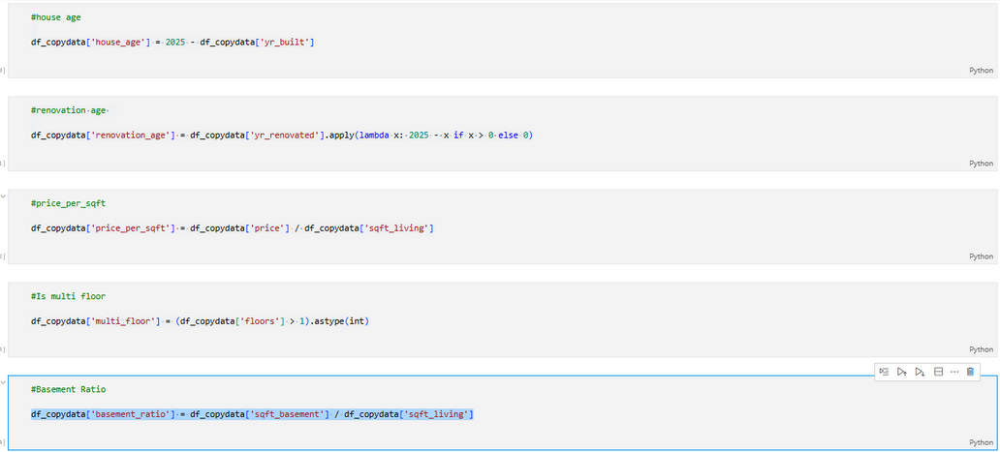 #house age
df_copydata['house_age'] = 2025 - df_copydata['yr_built']
Python
#renovation age
df_copydata['renovation_age'] = df_copydata['yr_renovated'].apply(lambda x: 2025 - x if x > 0 else 0)
Python
#price_per_sqft
df_copydata['price_per_sqft'] = df_copydata['price'] / df_copydata['sqft_living']
Python
#Is multi floor
df_copydata['multi_floor'] = (df_copydata['floors'] > 1).astype(int)
Python
#Basement Ratio
df_copydata['basement_ratio'] = df_copydata['sqft_basement'] / df_copydata['sqft_living']
Python